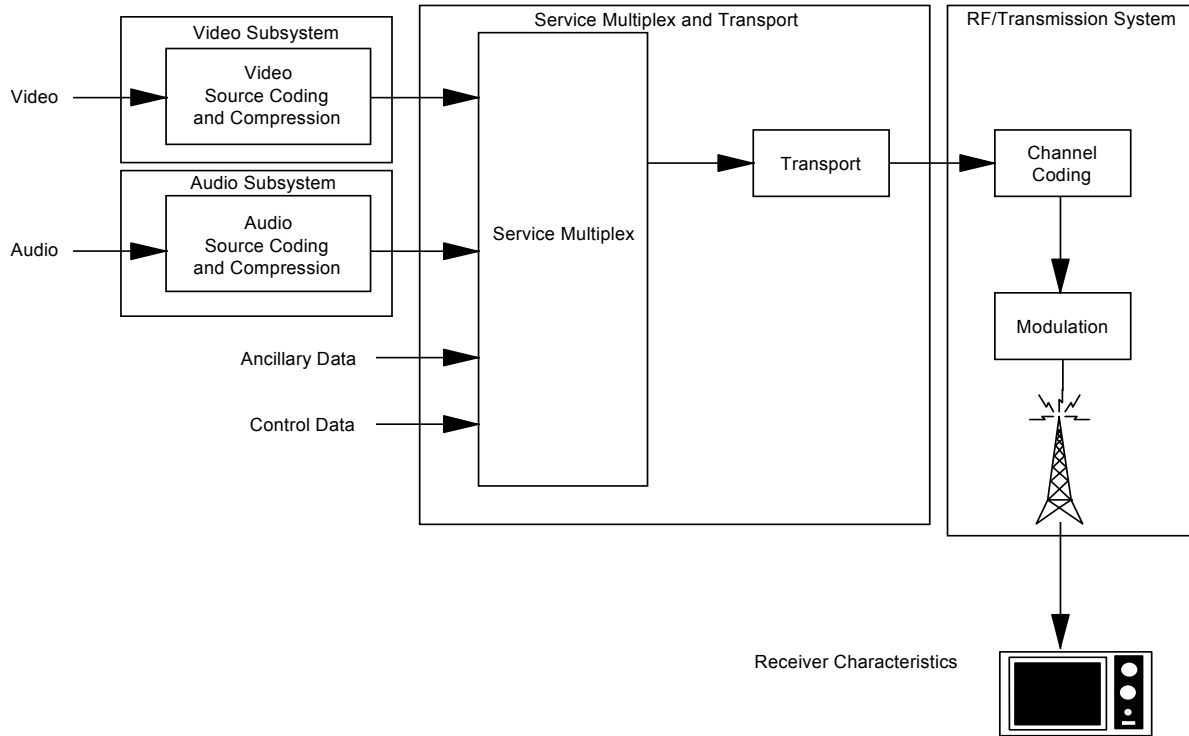 Video Subsystem
Video
Source Coding
and Compression
Video
Audio Subsystem
Audio
Source Coding
and Compression
Audio
Ancillary Data
Control Data
Service Multiplex and Transport
Service Multiplex
Transport
RF/Transmission System
Channel
Coding
Modulation
Receiver Characteristics